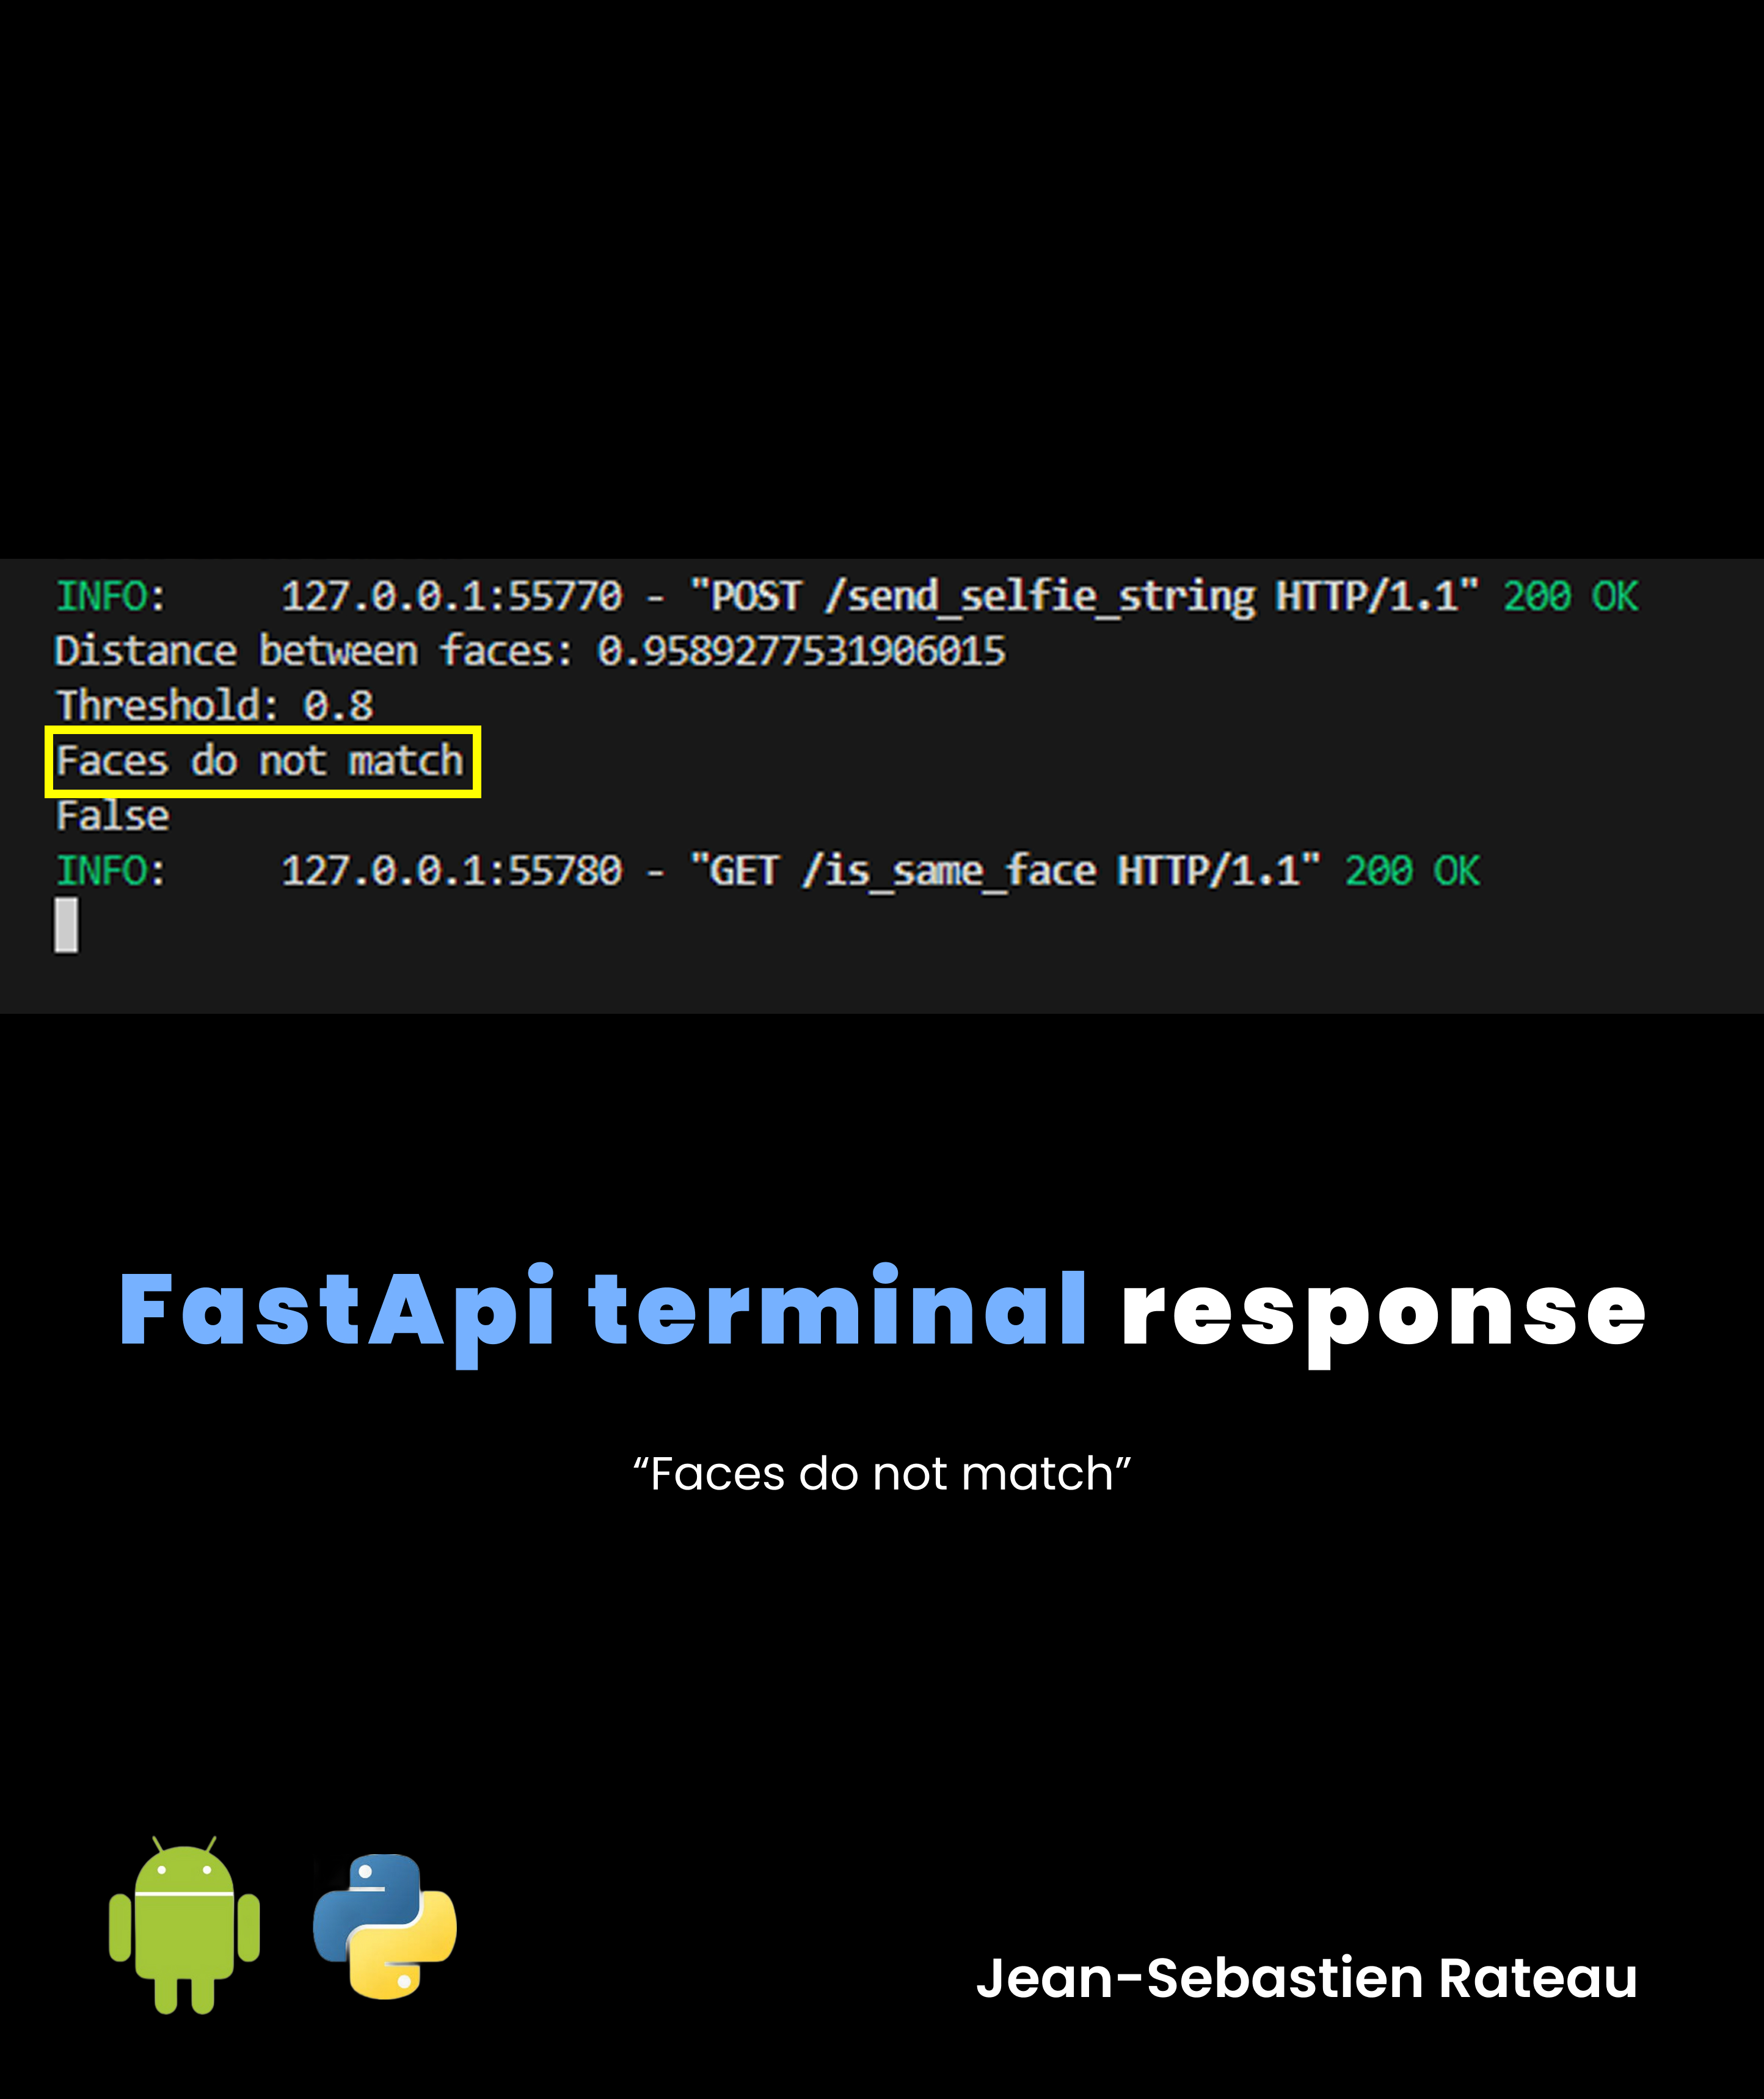 INFO:     127.0.0.1:55770 - "POST /send_selfie_string HTTP/1.1" 200 OK
Distance between faces: 0.9589277531906015
Threshold: 0.8
Faces do not match
False
INFO:     127.0.0.1:55780 - "GET /is_same_face HTTP/1.1" 200 OK
FastApi terminal response
“Faces do not match”
Jean-Sebastien Rateau